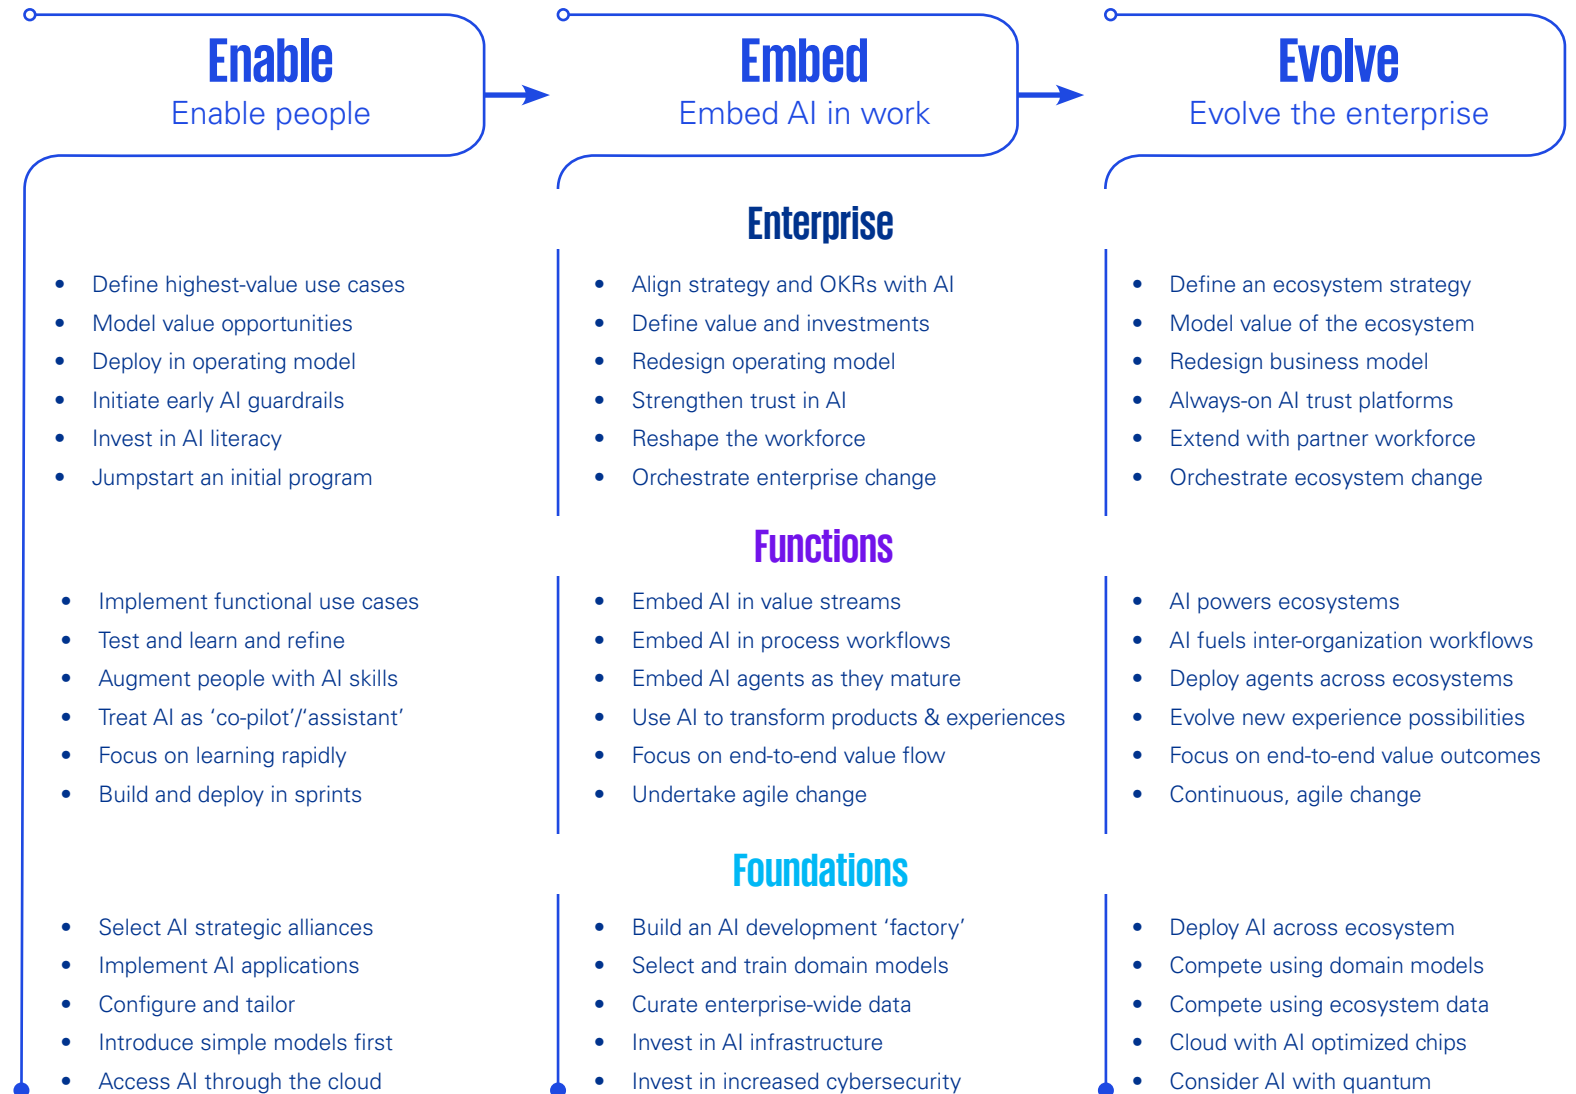 Enable
Enable people
Embed
Embed AI in work
Evolve
Evolve the enterprise
Enterprise
• Define highest-value use cases
• Model value opportunities
• Deploy in operating model
• Initiate early AI guardrails
• Invest in AI literacy
• Jumpstart an initial program
• Align strategy and OKRs with AI
• Define value and investments
• Redesign operating model
• Strengthen trust in AI
• Reshape the workforce
• Orchestrate enterprise change
• Define an ecosystem strategy
• Model value of the ecosystem
• Redesign business model
• Always-on AI trust platforms
• Extend with partner workforce
• Orchestrate ecosystem change
Functions
• Implement functional use cases
• Test and learn and refine
• Augment people with AI skills
• Treat AI as ‘co-pilot’/‘assistant’
• Focus on learning rapidly
• Build and deploy in sprints
• Embed AI in value streams
• Embed AI in process workflows
• Embed AI agents as they mature
• Use AI to transform products & experiences
• Focus on end-to-end value flow
• Undertake agile change
• AI powers ecosystems
• AI fuels inter-organization workflows
• Deploy agents across ecosystems
• Evolve new experience possibilities
• Focus on end-to-end value outcomes
• Continuous, agile change
Foundations
• Select AI strategic alliances
• Implement AI applications
• Configure and tailor
• Introduce simple models first
• Access AI through the cloud
• Build an AI development ‘factory’
• Select and train domain models
• Curate enterprise-wide data
• Invest in AI infrastructure
• Invest in increased cybersecurity
• Deploy AI across ecosystem
• Compete using domain models
• Compete using ecosystem data
• Cloud with AI optimized chips
• Consider AI with quantum